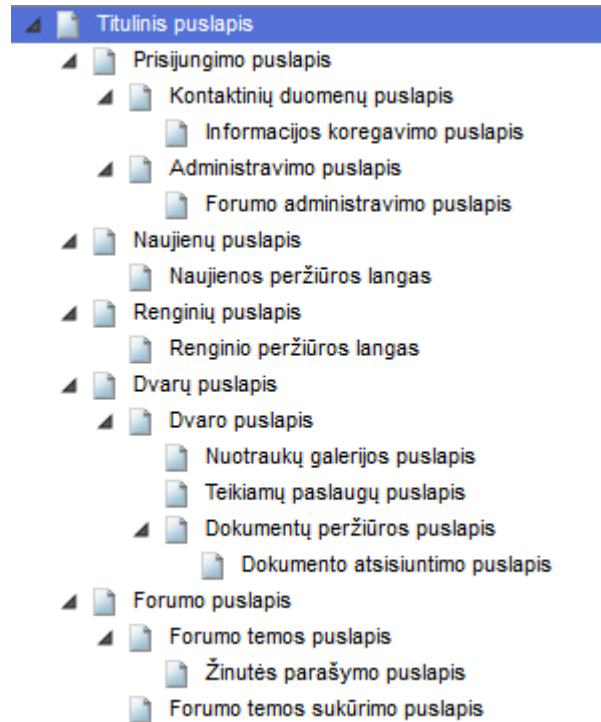 Titulinis puslapis
Prisijungimo puslapis
Kontaktinių duomenų puslapis
Informacijos koregavimo puslapis
Administravimo puslapis
Forumo administravimo puslapis
Naujienų puslapis
Naujienos peržiūros langas
Renginių puslapis
Renginio peržiūros langas
Dvarų puslapis
Dvaro puslapis
Nuotraukų galerijos puslapis
Teikiamų paslaugų puslapis
Dokumentų peržiūros puslapis
Dokumento atsisiuntimo puslapis
Forumo puslapis
Forumo temos puslapis
Žinutės parašymo puslapis
Forumo temos sukūrimo puslapis